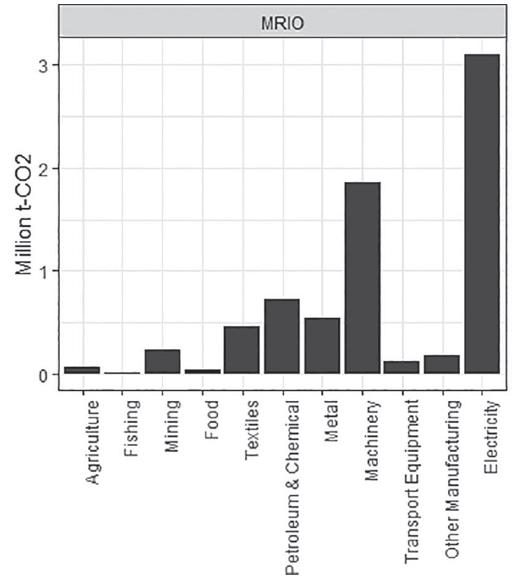 MRIO
Million t-CO2
3
2
1
0
Agriculture
Fishing
Mining
Food
Textiles
Petroleum & Chemical
Metal
Machinery
Transport Equipment
Other Manufacturing
Electricity